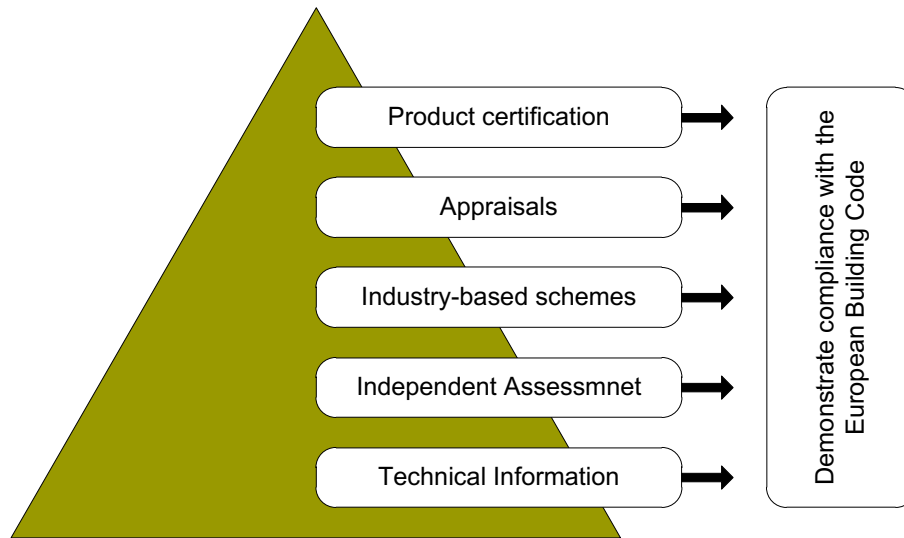 Product certification
Appraisals
Industry-based schemes
Independent Assessmnet
Technical Information
Demonstrate compliance with the
European Building Code